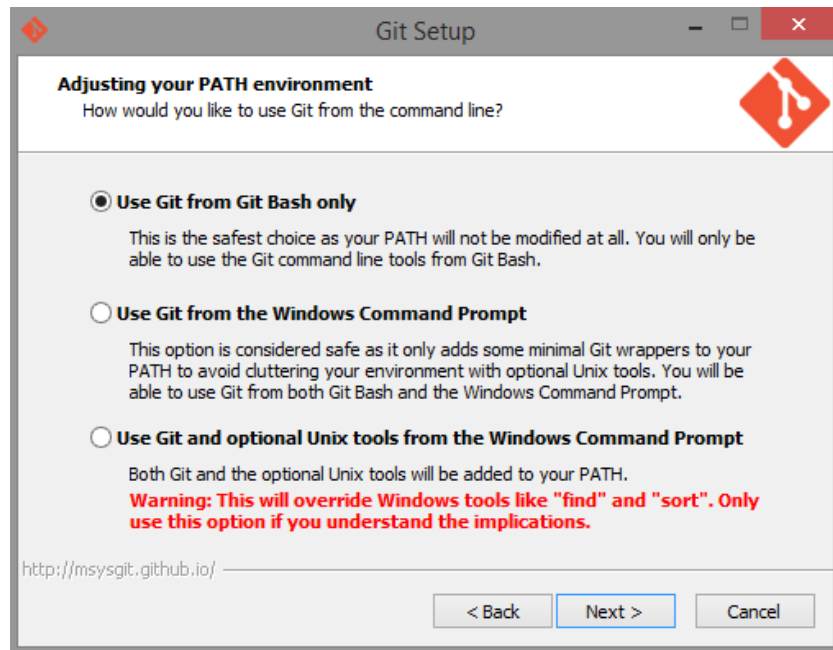 Git Setup
Adjusting your PATH environment
How would you like to use Git from the command line?
Use Git from Git Bash only
This is the safest choice as your PATH will not be modified at all. You will only be
able to use the Git command line tools from Git Bash.
Use Git from the Windows Command Prompt
This option is considered safe as it only adds some minimal Git wrappers to your
PATH to avoid cluttering your environment with optional Unix tools. You will be
able to use Git from both Git Bash and the Windows Command Prompt.
Use Git and optional Unix tools from the Windows Command Prompt
Both Git and the optional Unix tools will be added to your PATH.
Warning: This will override Windows tools like "find" and "sort". Only
use this option if you understand the implications.
http://msysgit.github.io/
< Back Next > Cancel